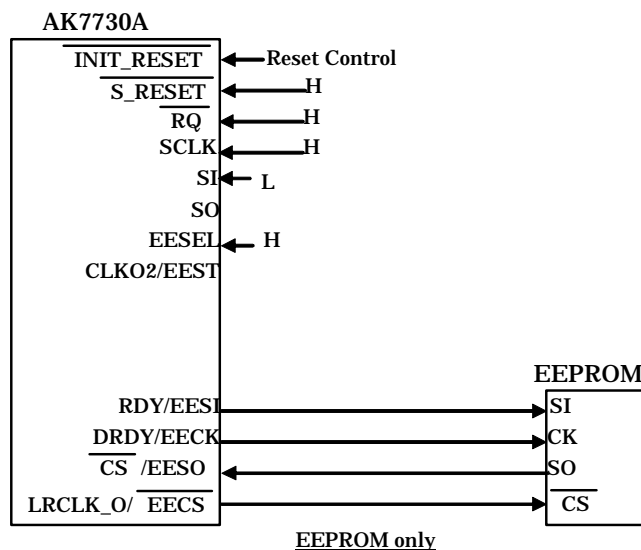 AK7730A
INIT_RESET Reset Control
S_RESET H
RQ H
SCLK H
SI L
SO
EESEL H
CLKO2/EEST
EEPROM
RDY/EESI SI
DRDY/EECK CK
CS /EESO SO
LRCLK_O/ EECS CS
EEPROM only